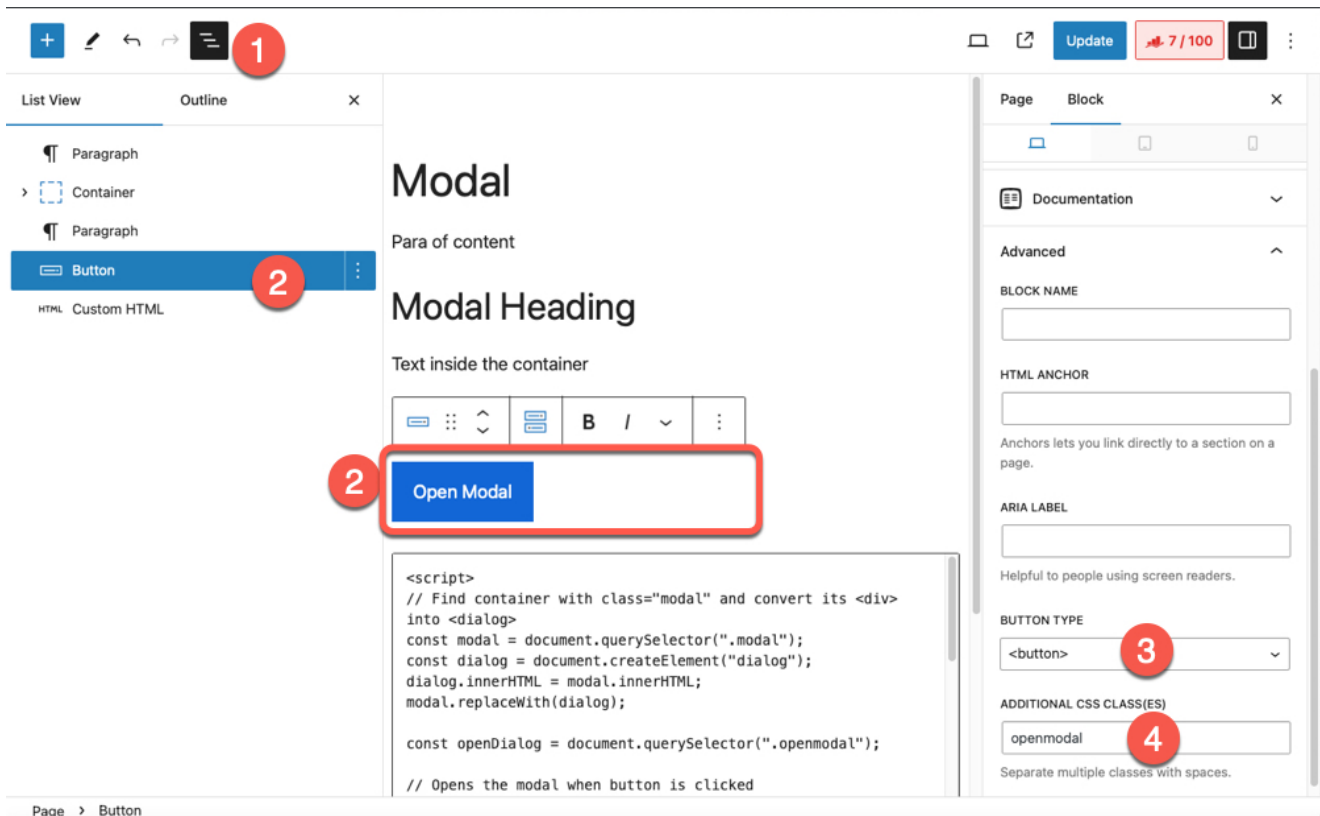 1
Update
7 / 100
List View
Outline
Paragraph
Container
Paragraph
Button
2
HTML Custom HTML
Modal
Para of content
Modal Heading
Text inside the container
B I
2
Open Modal
<script>
// Find container with class="modal" and convert its <div>
into <dialog>
const modal = document.querySelector(".modal");
const dialog = document.createElement("dialog");
dialog.innerHTML = modal.innerHTML;
modal.replaceWith(dialog);
const openDialog = document.querySelector(".openmodal");
// Opens the modal when button is clicked
Page Block
Documentation
Advanced
BLOCK NAME
HTML ANCHOR
Anchors lets you link directly to a section on a
page.
ARIA LABEL
Helpful to people using screen readers.
BUTTON TYPE
<button>
3
ADDITIONAL CSS CLASS(ES)
openmodal
4
Separate multiple classes with spaces.
Page > Button